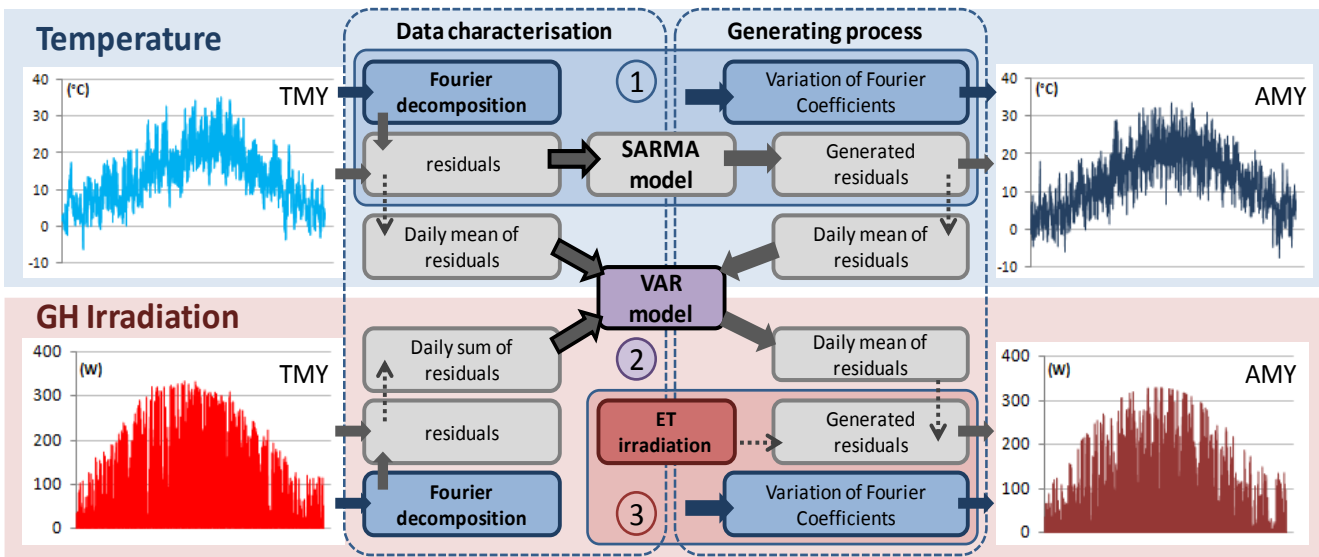 Temperature
Data characterisation
Generating process
40
30
20
10
0
-10
(°C)
TMY
Fourier
decomposition
1
Variation of Fourier
Coefficients
40
30
20
10
0
-10
(°C)
AMY
residuals
SARMA
model
Generated
residuals
Daily mean of
residuals
VAR
model
Daily mean of
residuals
GH Irradiation
400
300
200
100
0
(W)
TMY
Daily sum of
residuals
2
Daily mean of
residuals
400
300
200
100
0
(W)
AMY
residuals
ET
irradiation
Generated
residuals
Fourier
decomposition
3
Variation of Fourier
Coefficients